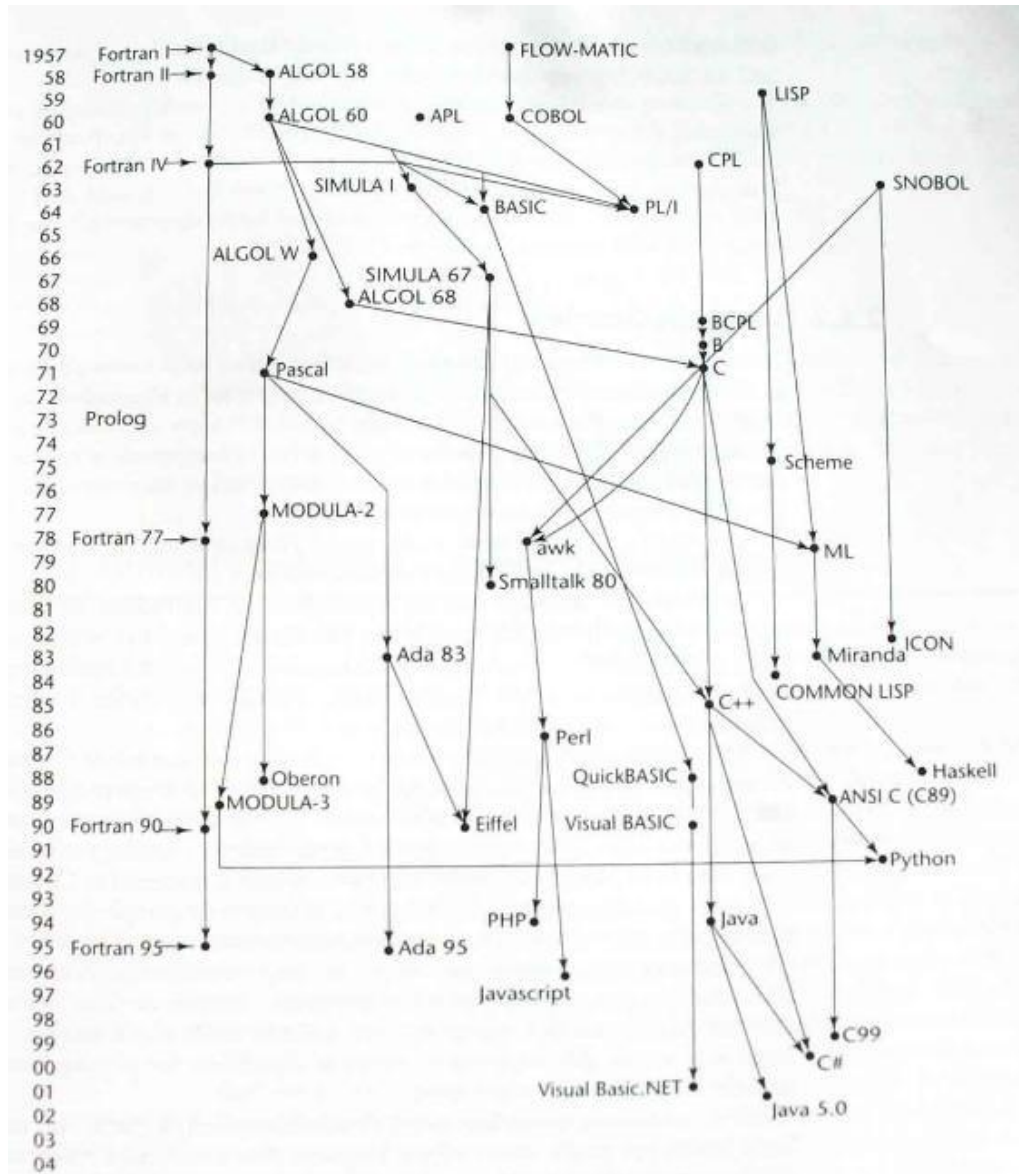 1957 Fortran I FLOW-MATIC
58 Fortran II ALGOL 58
59 LISP
60 ALGOL 60 APL COBOL
61
62 Fortran IV CPL
63 SIMULA I SNOBOL
64 BASIC PL/I
65
66 ALGOL W
67 SIMULA 67
68 ALGOL 68
69 BCPL
70 B
71 Pascal C
72
73 Prolog
74
75 Scheme
76
77 MODULA-2
78 Fortran 77 awk ML
79
80 Smalltalk 80
81
82 ICON
83 Ada 83 Miranda
84 COMMON LISP
85 C++
86 Perl
87
88 Oberon QuickBASIC Haskell
89 MODULA-3 ANSI C (C89)
90 Fortran 90 Eiffel Visual BASIC
91 Python
92
93
94 PHP Java
95 Fortran 95 Ada 95
96
97 Javascript
98
99 C99
00 C#
01 Visual Basic.NET
02 Java 5.0
03
04